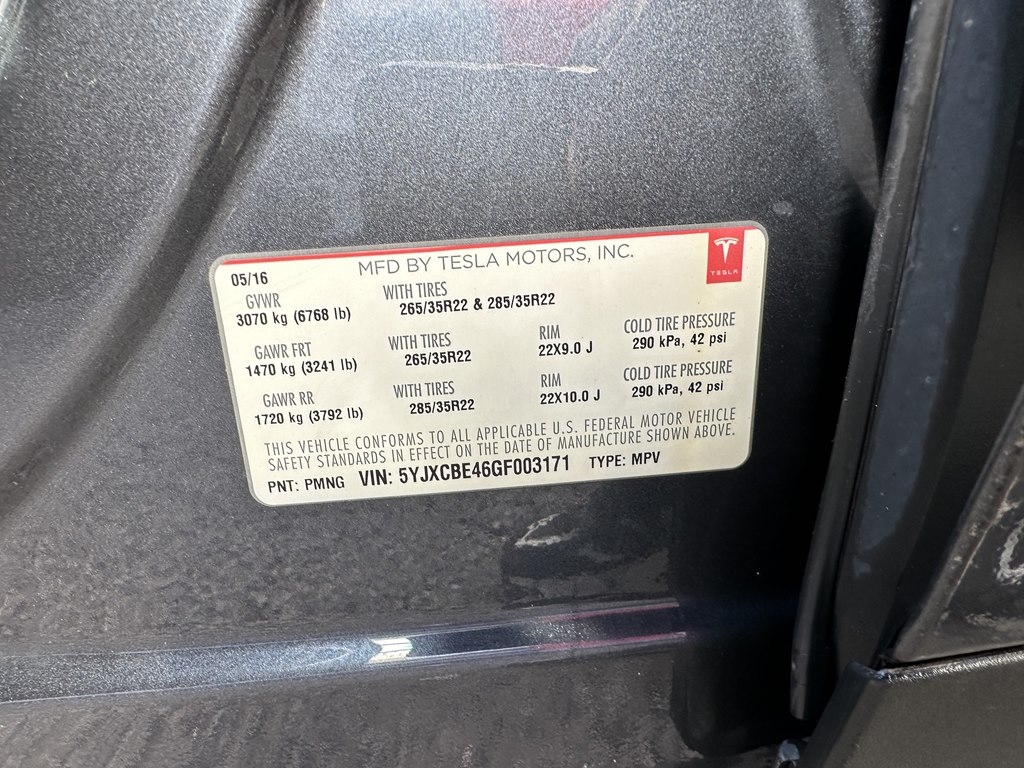 05/16 MFD BY TESLA MOTORS, INC.
TESLA
GVWR WITH TIRES
3070 kg (6768 lb) 265/35R22 & 285/35R22
GAWR FRT WITH TIRES RIM COLD TIRE PRESSURE
1470 kg (3241 lb) 265/35R22 22X9.0 J 290 kPa, 42 psi
GAWR RR WITH TIRES RIM COLD TIRE PRESSURE
1720 kg (3792 lb) 285/35R22 22X10.0 J 290 kPa, 42 psi
THIS VEHICLE CONFORMS TO ALL APPLICABLE U.S. FEDERAL MOTOR VEHICLE
SAFETY STANDARDS IN EFFECT ON THE DATE OF MANUFACTURE SHOWN ABOVE.
PNT: PMNG VIN: 5YJXCBE46GF003171 TYPE: MPV